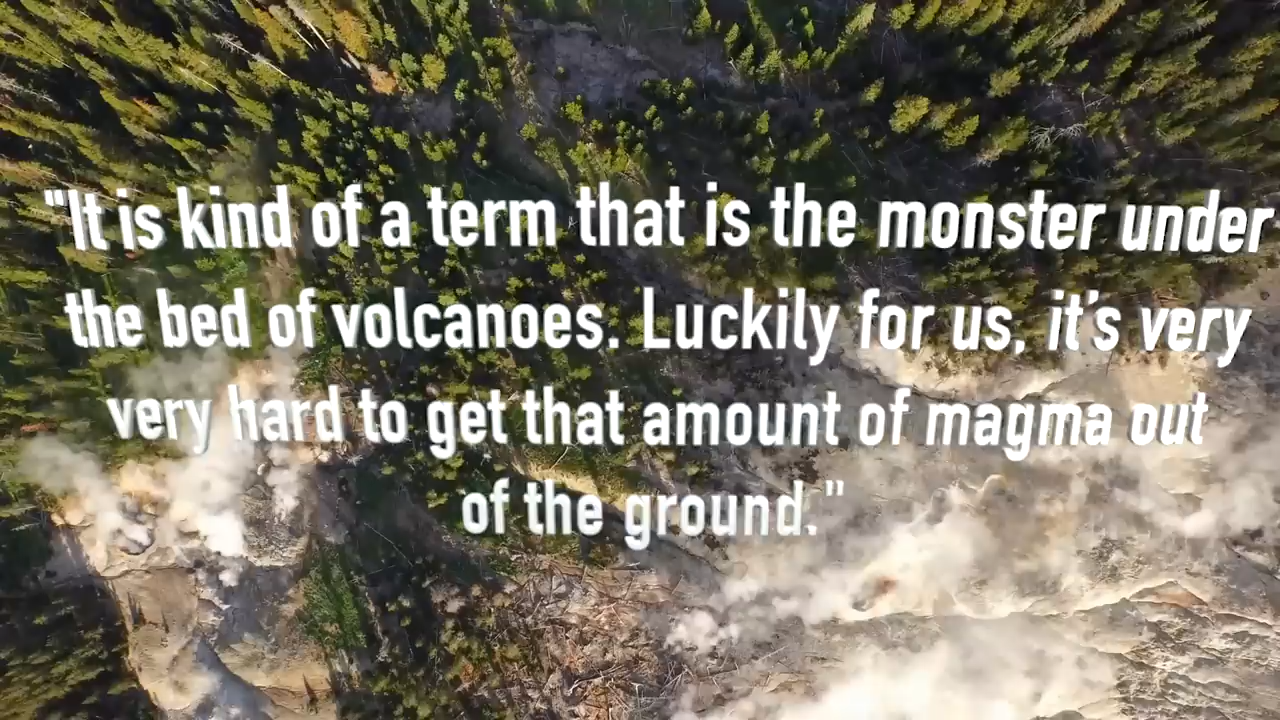 "It is kind of a term that is the monster under
the bed of volcanoes. Luckily for us, it's very
very hard to get that amount of magma out
of the ground."